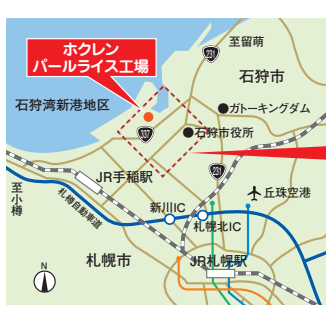 ホクレン
パールライス工場
231
至留萌
石狩市
石狩湾新港地区
ガトーキングダム
石狩市役所
337
JR手稲駅
231
至小樽
札樽自動車道
新川IC
丘珠空港
札幌北IC
札幌市
JR札幌駅
N